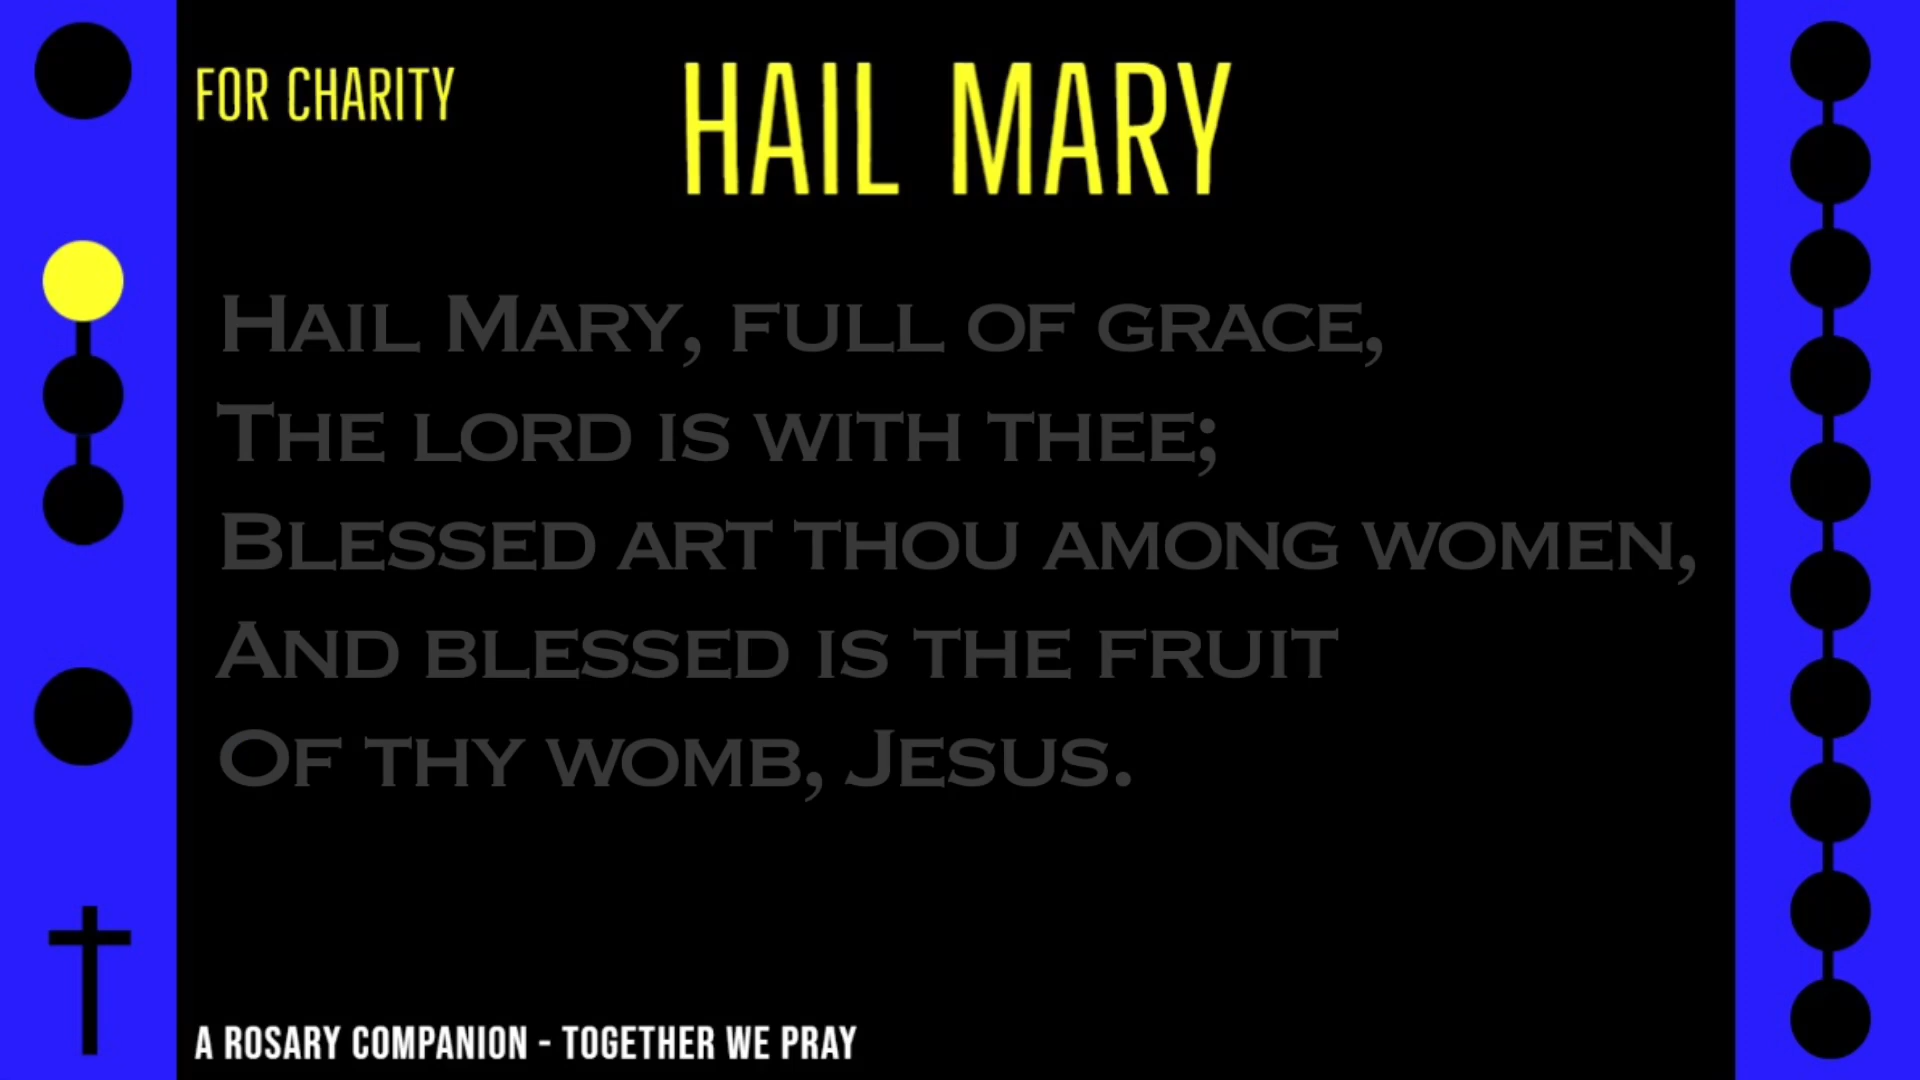 FOR CHARITY
HAIL MARY
Hail Mary, full of grace,
The lord is with thee;
Blessed art thou among women,
And blessed is the fruit
Of thy womb, Jesus.
A ROSARY COMPANION - TOGETHER WE PRAY